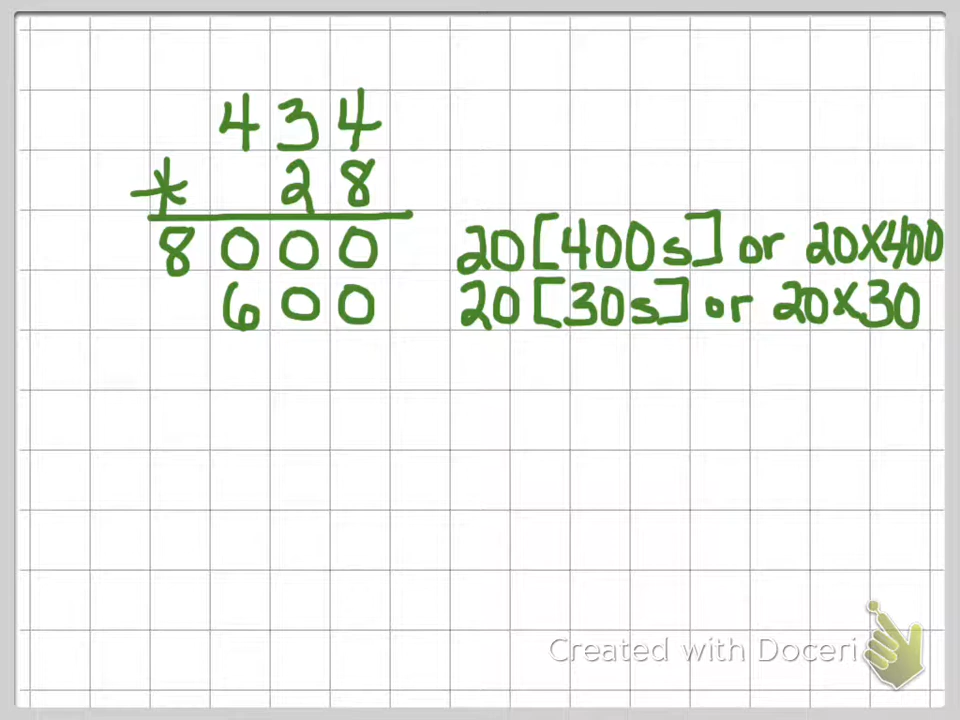 434
* 28
8000 20[400s] or 20X400
600 20[30s] or 20X30
Created with Doceri